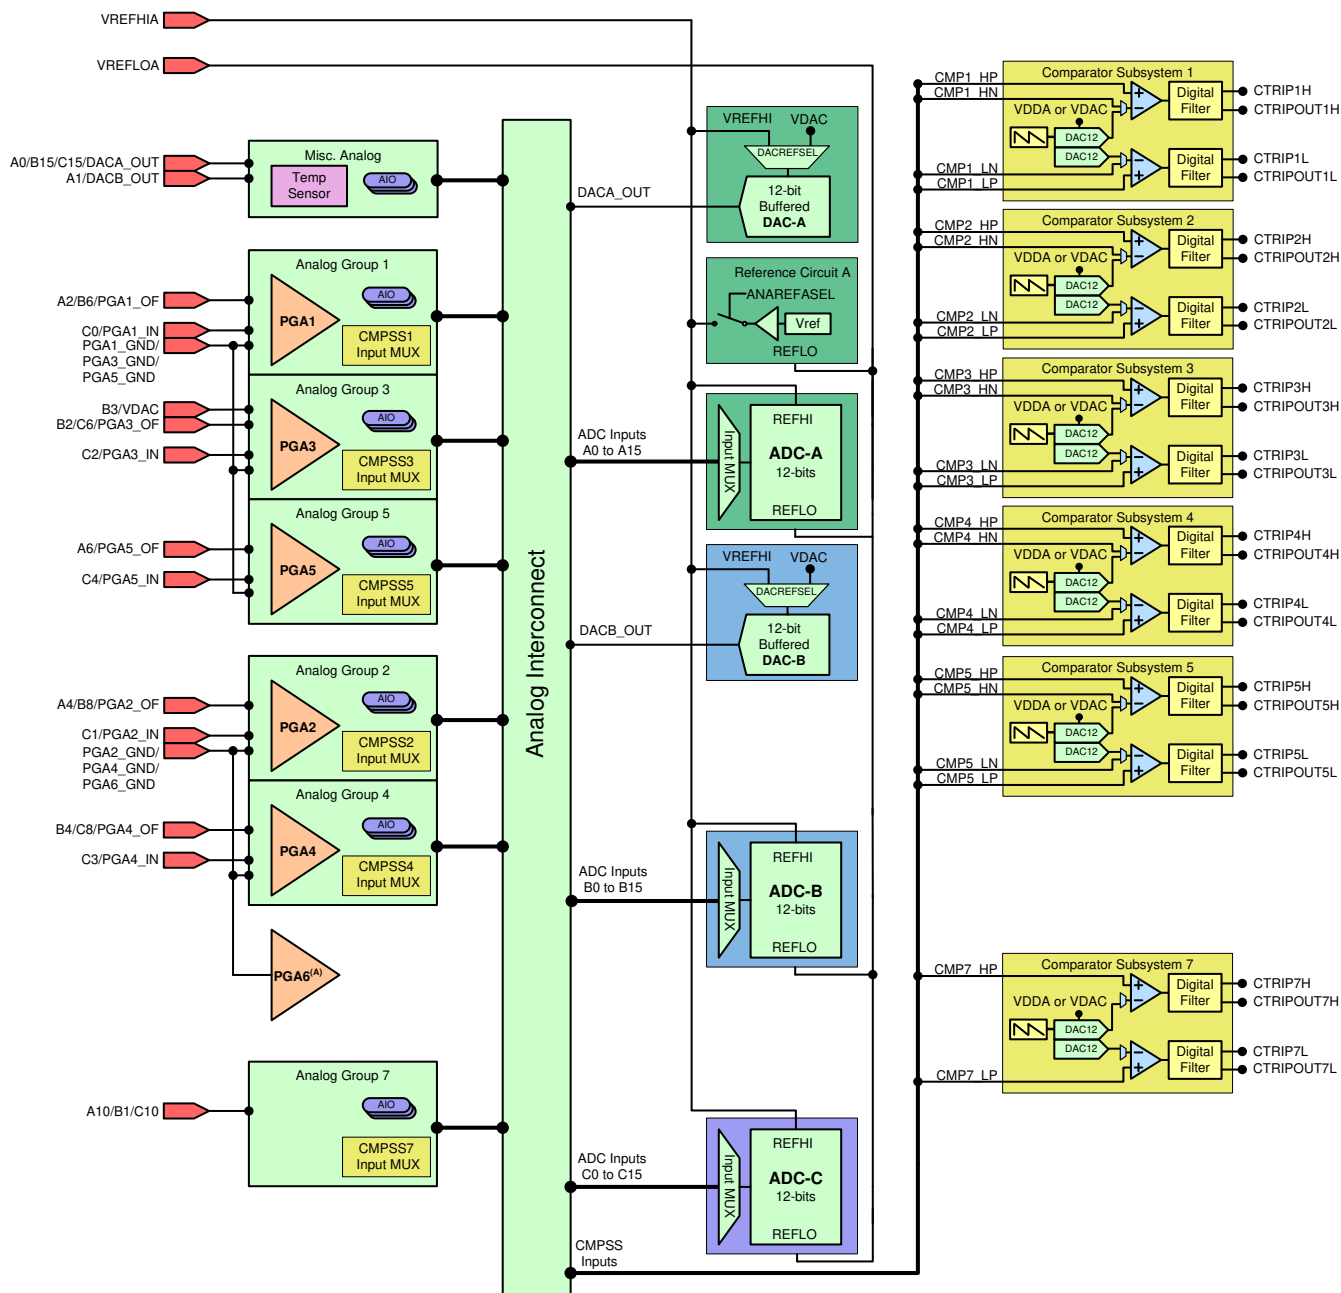 VREFHIA
VREFLOA
A0/B15/C15/DACA_OUT
A1/DACB_OUT
Misc. Analog
Temp
Sensor
AIO
Analog Group 1
A2/B6/PGA1_OF
C0/PGA1_IN
PGA1_GND/
PGA3_GND/
PGA5_GND
PGA1
AIO
CMPSS1
Input MUX
Analog Group 3
B3/VDAC
B2/C6/PGA3_OF
C2/PGA3_IN
PGA3
AIO
CMPSS3
Input MUX
Analog Group 5
A6/PGA5_OF
C4/PGA5_IN
PGA5
AIO
CMPSS5
Input MUX
Analog Group 2
A4/B8/PGA2_OF
C1/PGA2_IN
PGA2_GND/
PGA4_GND/
PGA6_GND
PGA2
AIO
CMPSS2
Input MUX
Analog Group 4
B4/C8/PGA4_OF
C3/PGA4_IN
PGA4
AIO
CMPSS4
Input MUX
PGA6(A)
Analog Group 7
A10/B1/C10
AIO
CMPSS7
Input MUX
Analog Interconnect
DACA_OUT
VREFHI
VDAC
DACREFSEL
12-bit
Buffered
DAC-A
Reference Circuit A
ANAREFASEL
Vref
REFLO
ADC Inputs
A0 to A15
Input MUX
REFHI
ADC-A
12-bits
REFLO
DACB_OUT
VREFHI
VDAC
DACREFSEL
12-bit
Buffered
DAC-B
ADC Inputs
B0 to B15
Input MUX
REFHI
ADC-B
12-bits
REFLO
ADC Inputs
C0 to C15
Input MUX
REFHI
ADC-C
12-bits
REFLO
CMPSS
Inputs
Comparator Subsystem 1
CMP1_HP
CMP1_HN
CMP1_LN
CMP1_LP
VDDA or VDAC
DAC12
DAC12
Digital
Filter
Digital
Filter
CTRIP1H
CTRIPOUT1H
CTRIP1L
CTRIPOUT1L
Comparator Subsystem 2
CMP2_HP
CMP2_HN
CMP2_LN
CMP2_LP
VDDA or VDAC
DAC12
DAC12
Digital
Filter
Digital
Filter
CTRIP2H
CTRIPOUT2H
CTRIP2L
CTRIPOUT2L
Comparator Subsystem 3
CMP3_HP
CMP3_HN
CMP3_LN
CMP3_LP
VDDA or VDAC
DAC12
DAC12
Digital
Filter
Digital
Filter
CTRIP3H
CTRIPOUT3H
CTRIP3L
CTRIPOUT3L
Comparator Subsystem 4
CMP4_HP
CMP4_HN
CMP4_LN
CMP4_LP
VDDA or VDAC
DAC12
DAC12
Digital
Filter
Digital
Filter
CTRIP4H
CTRIPOUT4H
CTRIP4L
CTRIPOUT4L
Comparator Subsystem 5
CMP5_HP
CMP5_HN
CMP5_LN
CMP5_LP
VDDA or VDAC
DAC12
DAC12
Digital
Filter
Digital
Filter
CTRIP5H
CTRIPOUT5H
CTRIP5L
CTRIPOUT5L
Comparator Subsystem 7
CMP7_HP
CMP7_LP
VDDA or VDAC
DAC12
DAC12
Digital
Filter
Digital
Filter
CTRIP7H
CTRIPOUT7H
CTRIP7L
CTRIPOUT7L